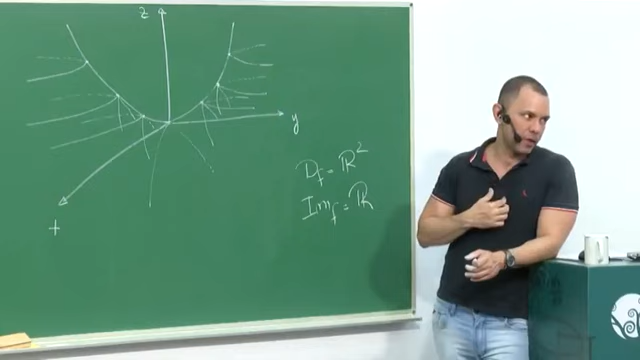 z
y
x
D_f = ℝ²
Im_f = ℝ